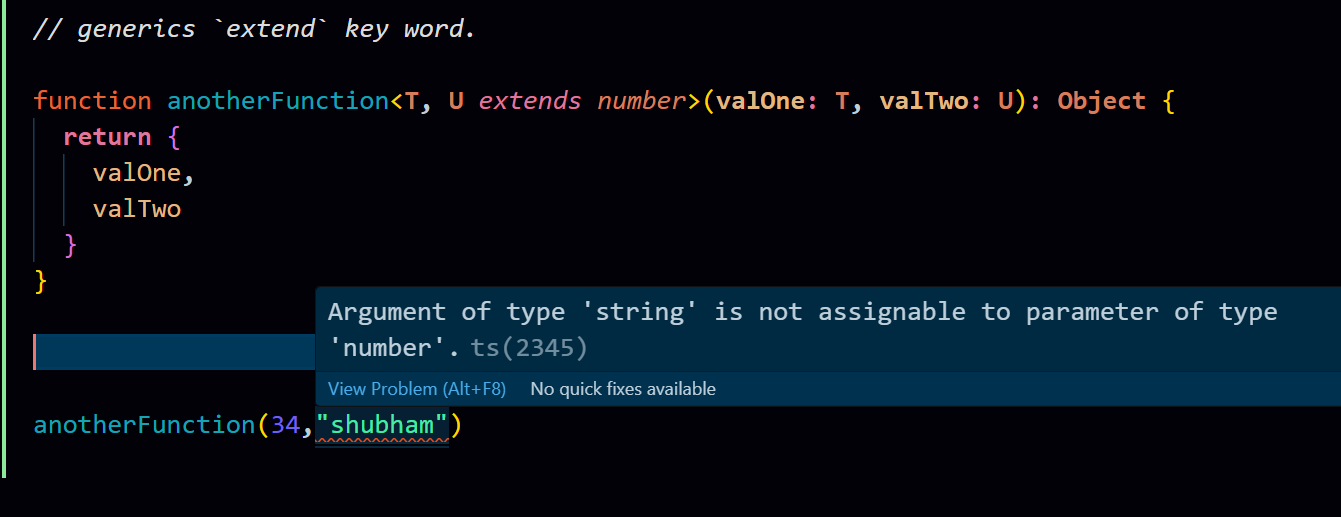 // generics `extend` key word.
function anotherFunction<T, U extends number>(valOne: T, valTwo: U): Object {
return {
valOne,
valTwo
}
}
Argument of type 'string' is not assignable to parameter of type
'number'. ts(2345)
View Problem (Alt+F8) No quick fixes available
anotherFunction(34,"shubham")